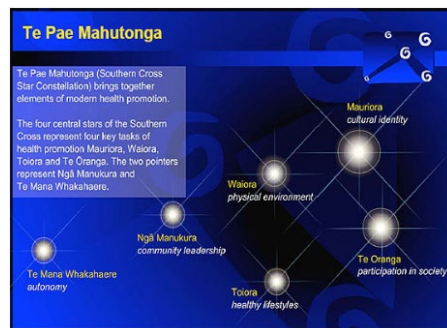 Te Pae Mahutonga
Te Pae Mahutonga (Southern Cross
Star Constellation) brings together
elements of modern health promotion.
The four central stars of the Southern
Cross represent four key tasks of
health promotion Mauriora, Waiora,
Toiora and Te Ōranga. The two pointers
represent Ngā Manukura and
Te Mana Whakahaere.
Mauriora
cultural identity
Waiora
physical environment
Ngā Manukura
community leadership
Te Oranga
participation in society
Te Mana Whakahaere
autonomy
Toiora
healthy lifestyles